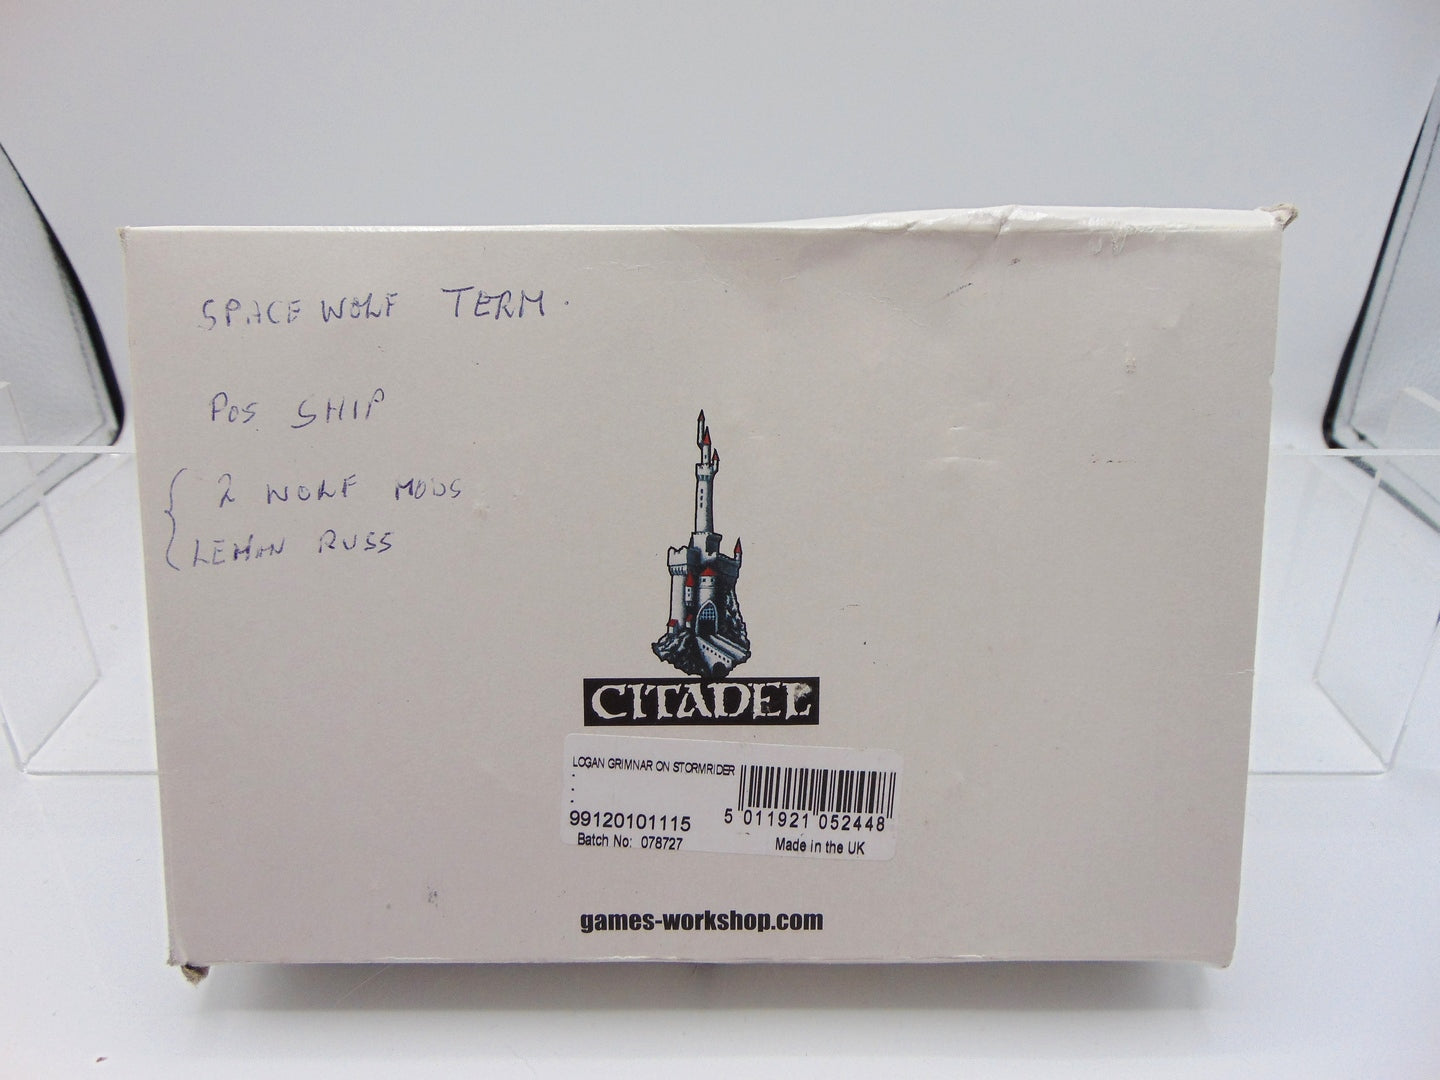 SPACE WOLF TERM.
POS SHIP
2 WOLF MODS
LEMAN RUSS
CITADEL
LOGAN GRIMNAR ON STORMRIDER
99120101115
5 011921 052448
Batch No: 078727
Made in the UK
games-workshop.com